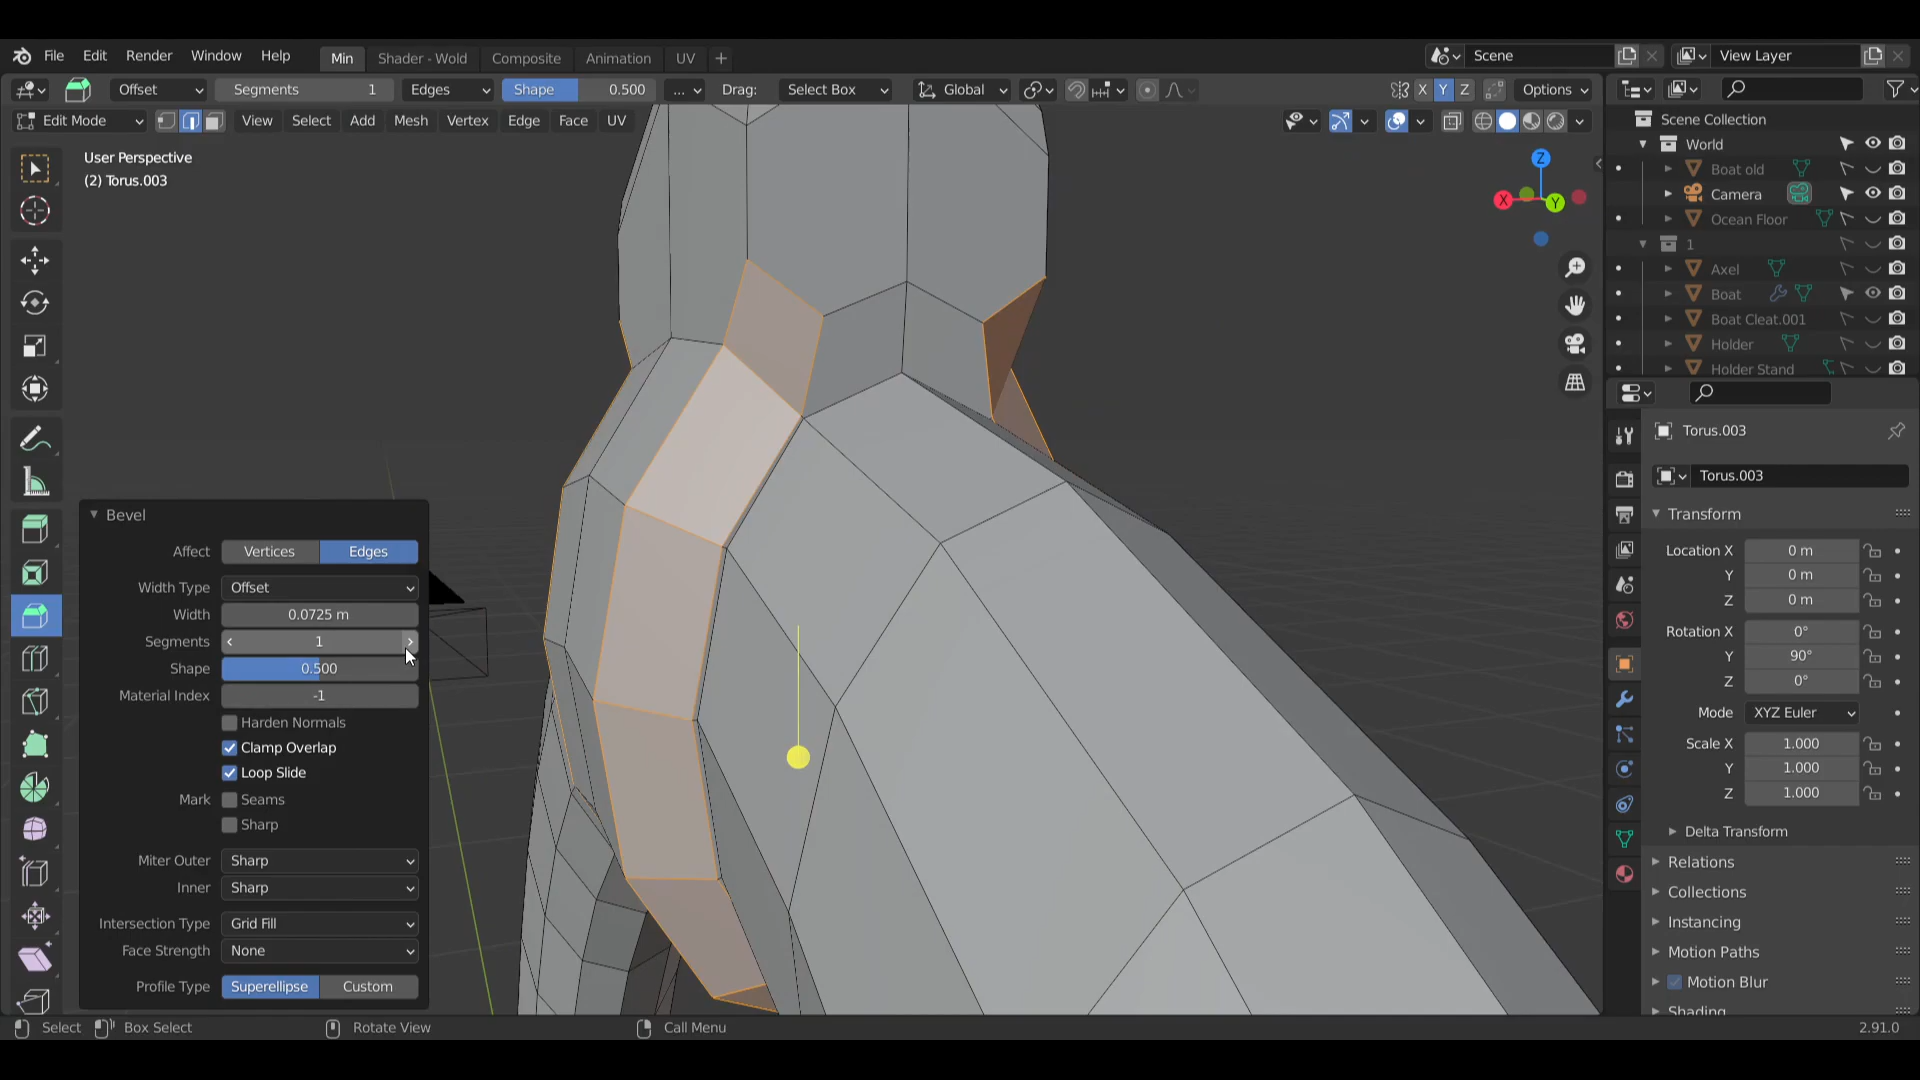 File Edit Render Window Help Min Shader - Wold Composite Animation UV + Scene View Layer
Offset Segments 1 Edges Shape 0.500 ... Drag: Select Box Global X Y Z Options
Edit Mode View Select Add Mesh Vertex Edge Face UV
User Perspective
(2) Torus.003
Z
X
Y
Scene Collection
World
Boat old
Camera
Ocean Floor
1
Axel
Boat
Boat Cleat.001
Holder
Holder Stand
Bevel
Affect Vertices Edges
Width Type Offset
Width 0.0725 m
Segments 1
Shape 0.500
Material Index -1
Harden Normals
Clamp Overlap
Loop Slide
Mark Seams
Sharp
Miter Outer Sharp
Inner Sharp
Intersection Type Grid Fill
Face Strength None
Profile Type Superellipse Custom
Torus.003
Torus.003
Transform
Location X 0 m
Y 0 m
Z 0 m
Rotation X 0°
Y 90°
Z 0°
Mode XYZ Euler
Scale X 1.000
Y 1.000
Z 1.000
Delta Transform
Relations
Collections
Instancing
Motion Paths
Motion Blur
Shading
Select Box Select Rotate View Call Menu 2.91.0